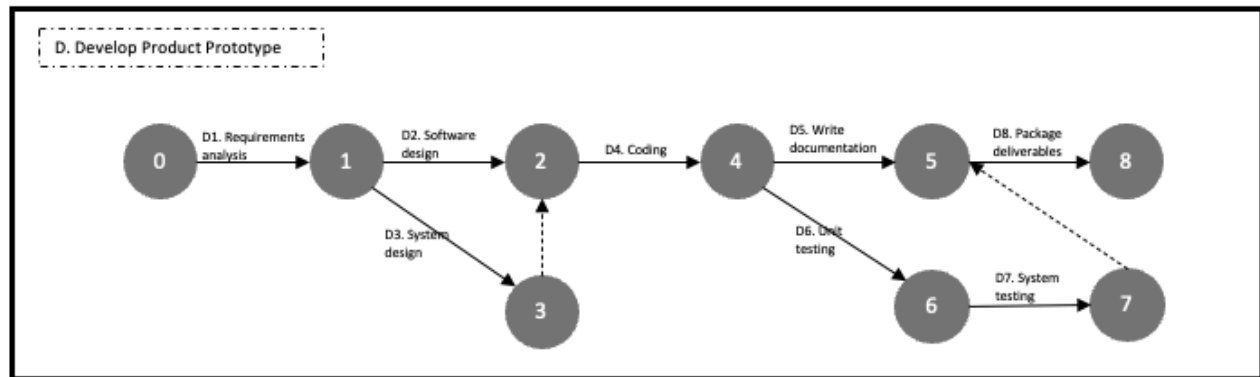 D. Develop Product Prototype
D1. Requirements
analysis
D2. Software
design
D4. Coding
D5. Write
documentation
D8. Package
deliverables
0
1
2
4
5
8
D3. System
design
D6. Unit
testing
D7. System
testing
3
6
7